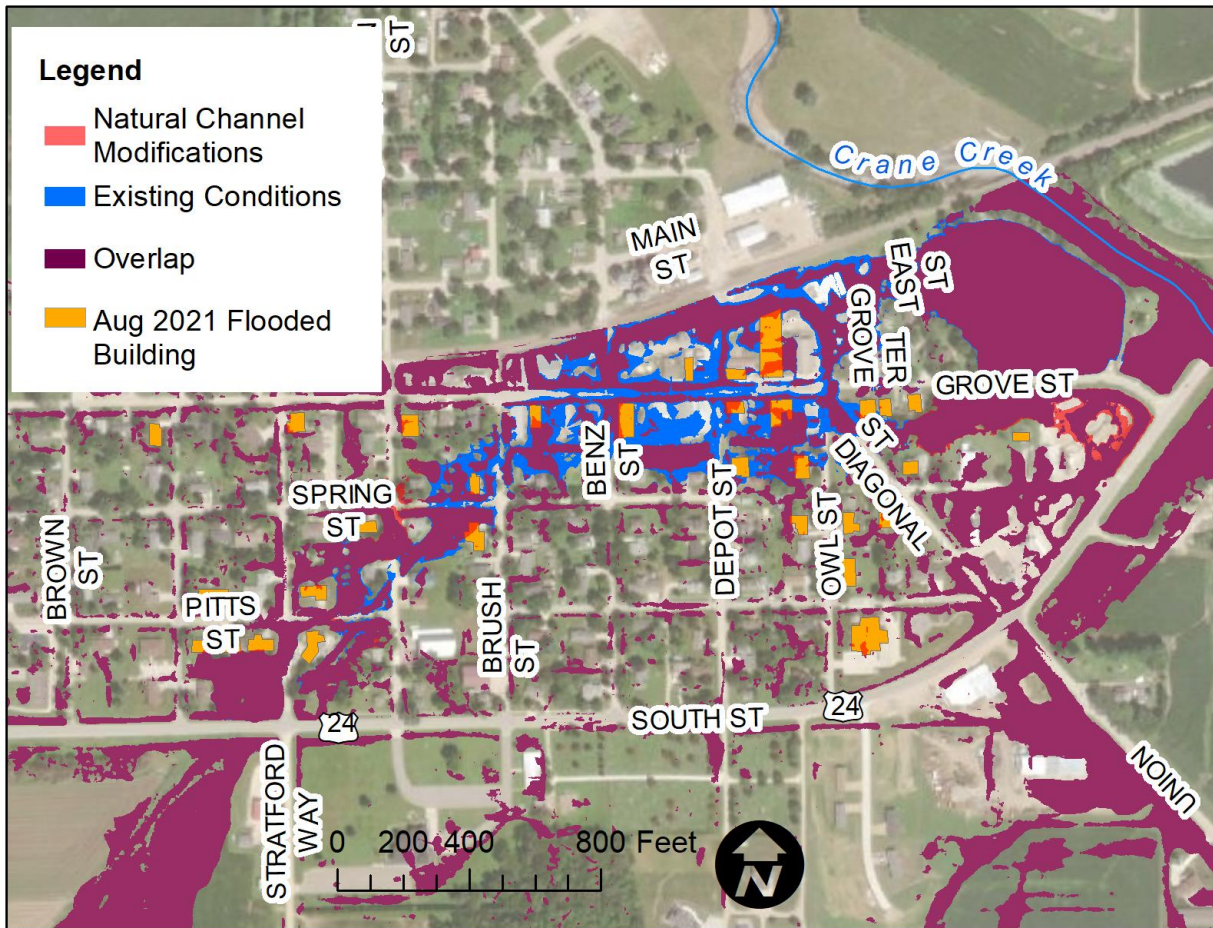 ST
Legend
Natural Channel
Modifications
Existing Conditions
Overlap
Aug 2021 Flooded
Building
Crane Creek
MAIN
ST
EAST
ST
GROVE
ST
TER
GROVE ST
BENZ
ST
DIAGONAL
SPRING
ST
BROWN
ST
DEPOT ST
OWL ST
PITTS
ST
BRUSH
ST
24
SOUTH ST
24
UNION
STRATFORD
WAY
0 200 400 800 Feet
N